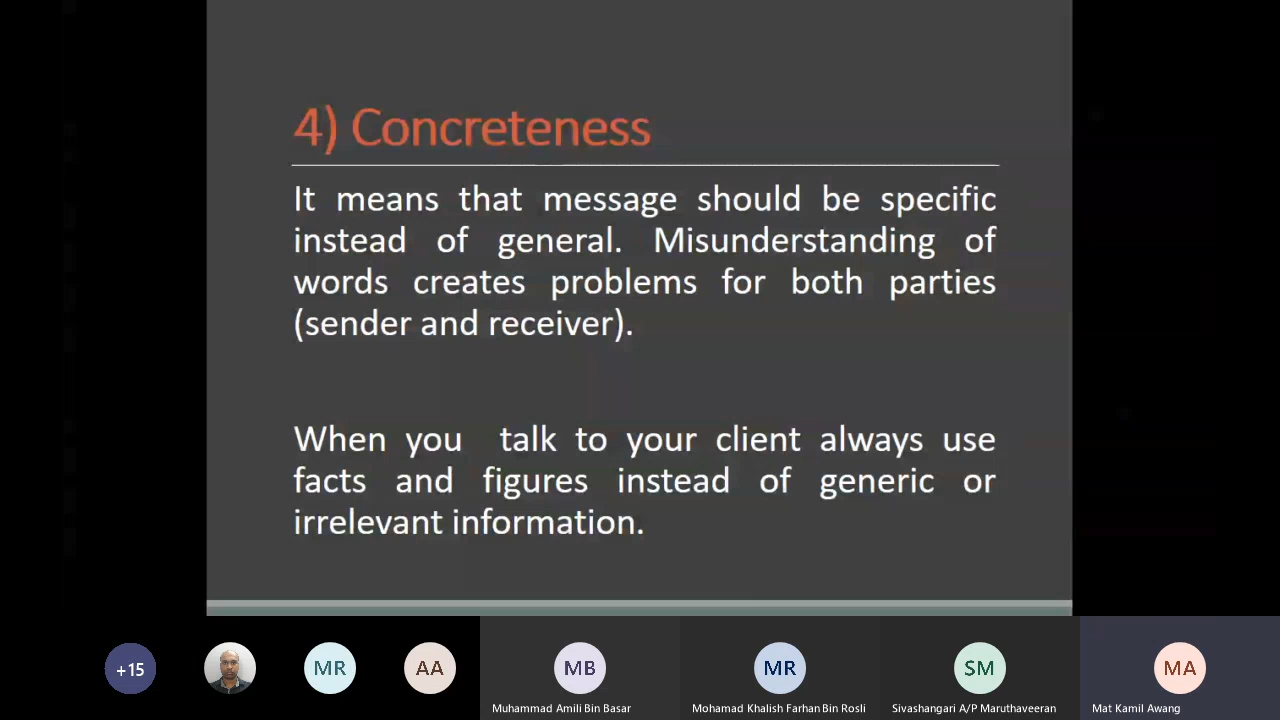 4) Concreteness
It means that message should be specific
instead of general. Misunderstanding of
words creates problems for both parties
(sender and receiver).
When you talk to your client always use
facts and figures instead of generic or
irrelevant information.
+15
MR
AA
MB
MR
SM
MA
Muhammad Amili Bin Basar
Mohamad Khalish Farhan Bin Rosli
Sivashangari A/P Maruthaveeran
Mat Kamil Awang